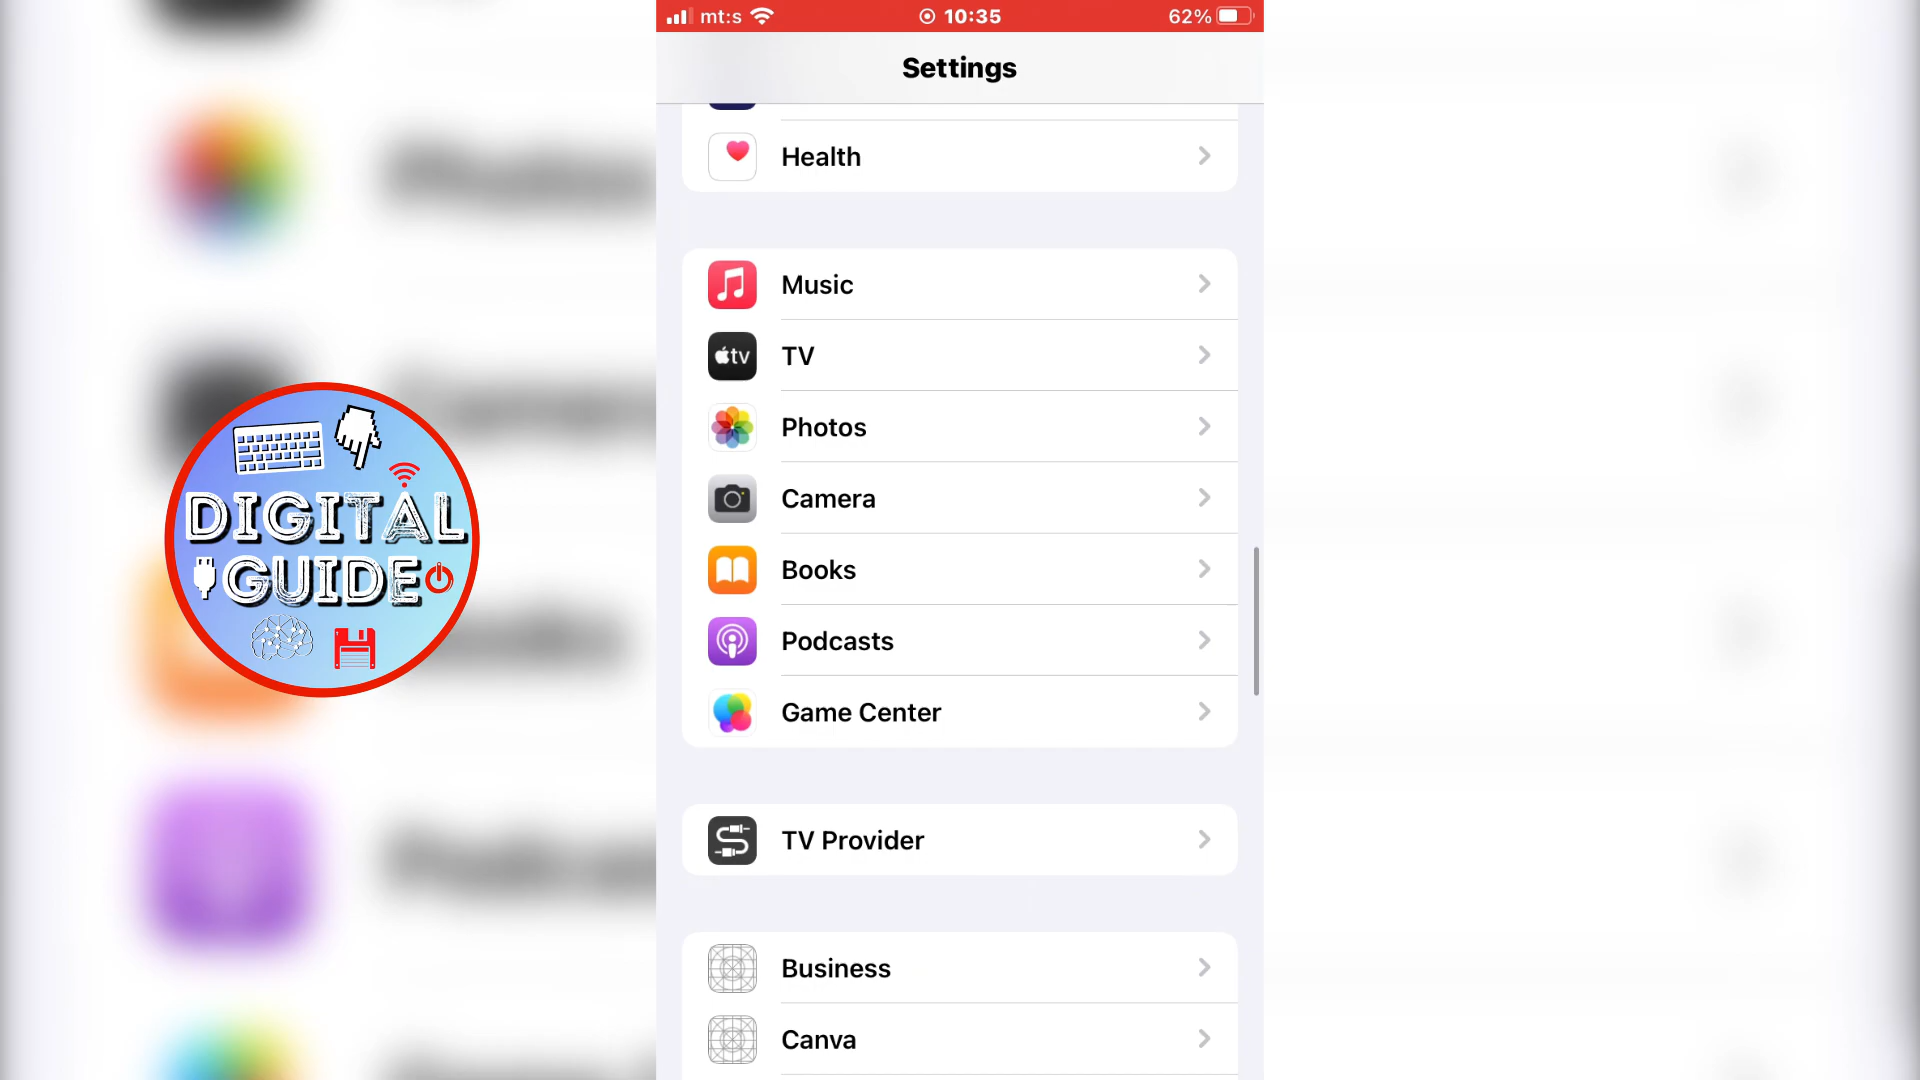 mt:s 10:35 62%
Settings
Health
Music
tv TV
Photos
Camera
Books
Podcasts
Game Center
TV Provider
Business
Canva
DIGITAL
GUIDE